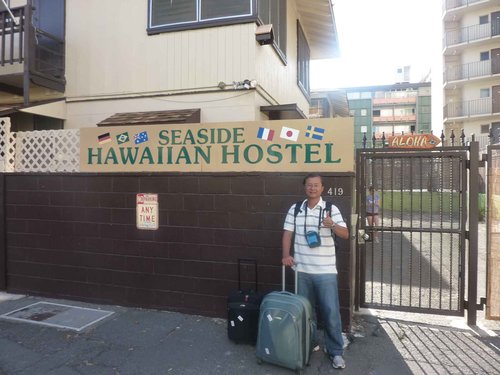 SEASIDE
HAWAIIAN HOSTEL
419
ALOHA
ANY
TIME